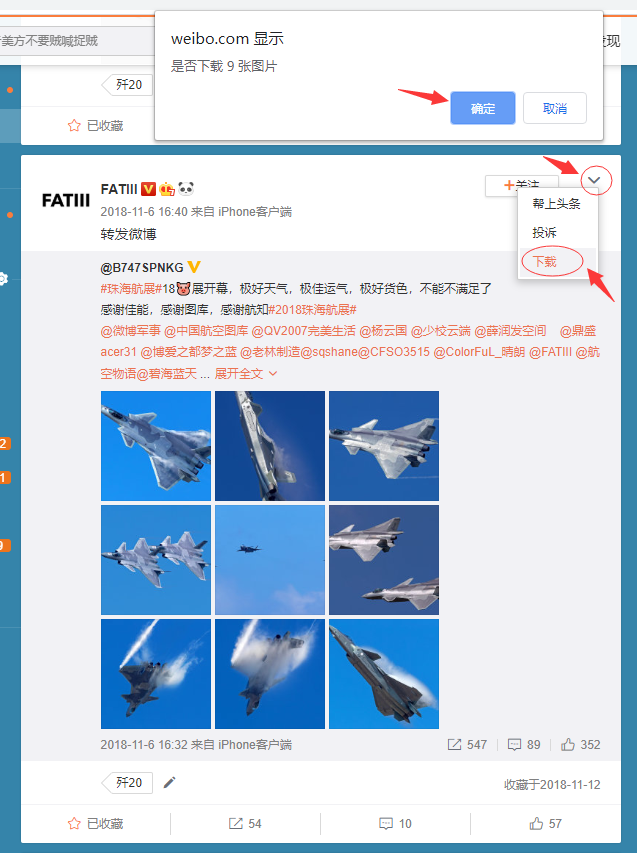 weibo.com 显示
是否下载 9 张图片
确定
取消
美方不要贼喊捉贼
发现
歼20
已收藏
FATIII
FATIII
2018-11-6 16:40 来自 iPhone客户端
转发微博
+关注
帮上头条
投诉
下载
@B747SPNKG
#珠海航展#18展开幕，极好天气，极佳运气，极好货色，不能不满足了
感谢佳能，感谢图库，感谢航知#2018珠海航展#
@微博军事 @中国航空图库 @QV2007完美生活 @杨云国 @少校云端 @薛润发空间 @鼎盛
acer31 @博爱之都梦之蓝 @老林制造@sqshane@CFSO3515 @ColorFuL_晴朗 @FATIII @航
空物语@碧海蓝天 ... 展开全文
2
1
9
2018-11-6 16:32 来自 iPhone客户端
547
89
352
歼20
收藏于2018-11-12
已收藏
54
10
57